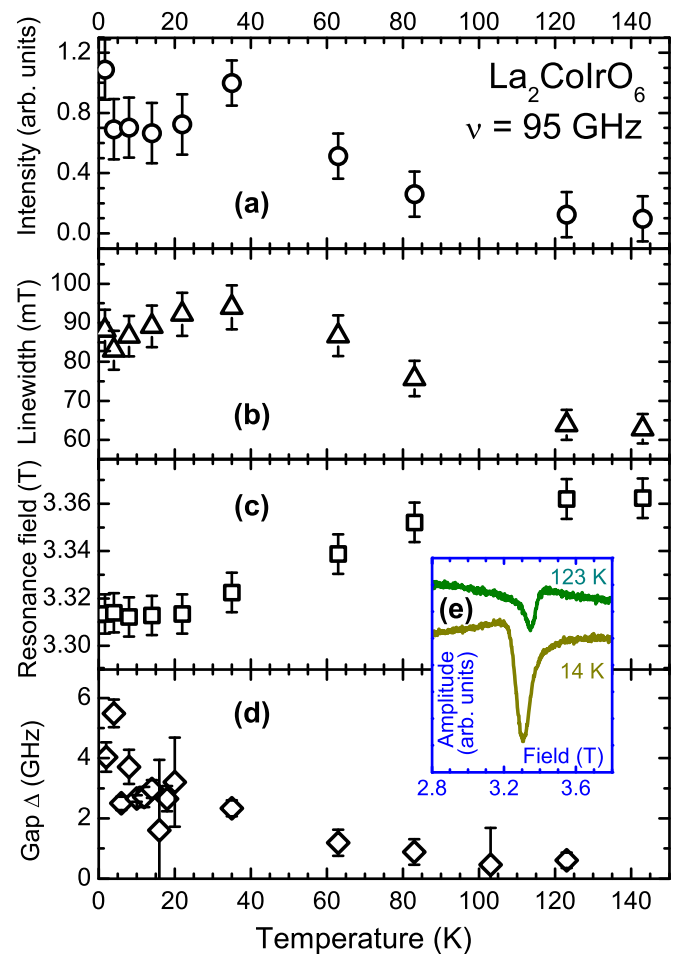 0 20 40 60 80 100 120 140
La₂CoIrO₆
ν = 95 GHz
Intensity (arb. units)
1.2
0.8
0.4
0.0
(a)
Linewidth (mT)
100
90
80
70
60
(b)
Resonance field (T)
3.36
3.34
3.32
3.30
(c)
(e)
123 K
14 K
Amplitude
(arb. units)
Field (T)
2.8 3.2 3.6
Gap Δ (GHz)
6
4
2
0
(d)
0 20 40 60 80 100 120 140
Temperature (K)